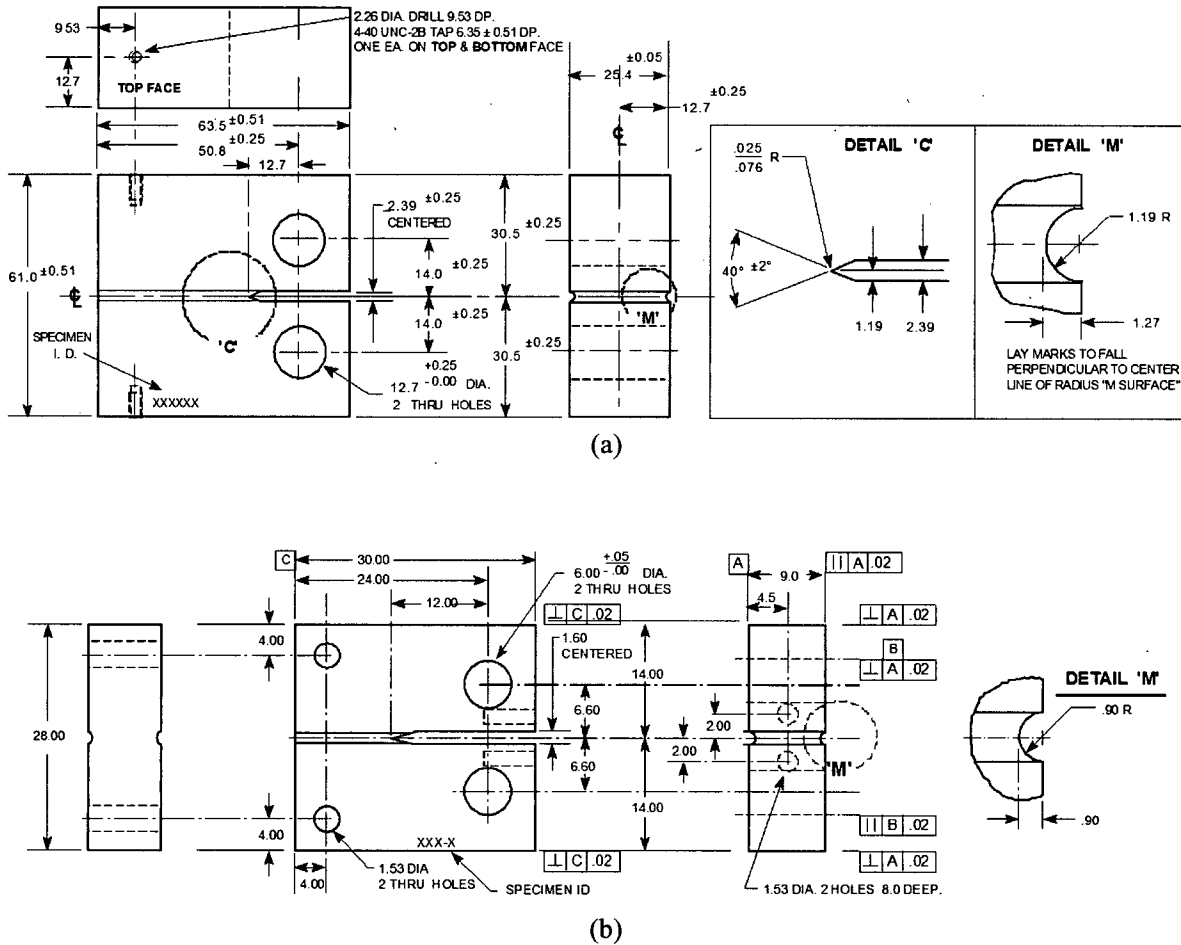 9.53
2.26 DIA. DRILL 9.53 DP.
4-40 UNC-2B TAP 6.35 ± 0.51 DP.
ONE EA. ON TOP & BOTTOM FACE
12.7
TOP FACE
63.5 ±0.51
50.8 ±0.25
12.7
25.4 ±0.05
12.7 ±0.25
2.39 ±0.25
CENTERED
14.0 ±0.25
14.0 ±0.25
61.0 ±0.51
30.5 ±0.25
30.5 ±0.25
'C'
'M'
SPECIMEN
I. D.
XXXXXX
12.7 +0.25 -0.00 DIA.
2 THRU HOLES
DETAIL 'C'
.025
.076 R
40° ±2°
1.19
2.39
DETAIL 'M'
1.19 R
1.27
LAY MARKS TO FALL
PERPENDICULAR TO CENTER
LINE OF RADIUS "M SURFACE"
(a)
C
30.00
24.00
12.00
6.00 +.05 -.00 DIA.
2 THRU HOLES
⊥ C .02
1.60
CENTERED
4.00
28.00
4.00
14.00
6.60
6.60
14.00
4.00
1.53 DIA
2 THRU HOLES
XXX-X
SPECIMEN ID
⊥ C .02
A
9.0
|| A .02
4.5
⊥ A .02
B
⊥ A .02
2.00
2.00
'M'
|| B .02
⊥ A .02
1.53 DIA. 2 HOLES 8.0 DEEP.
DETAIL 'M'
.90 R
.90
(b)